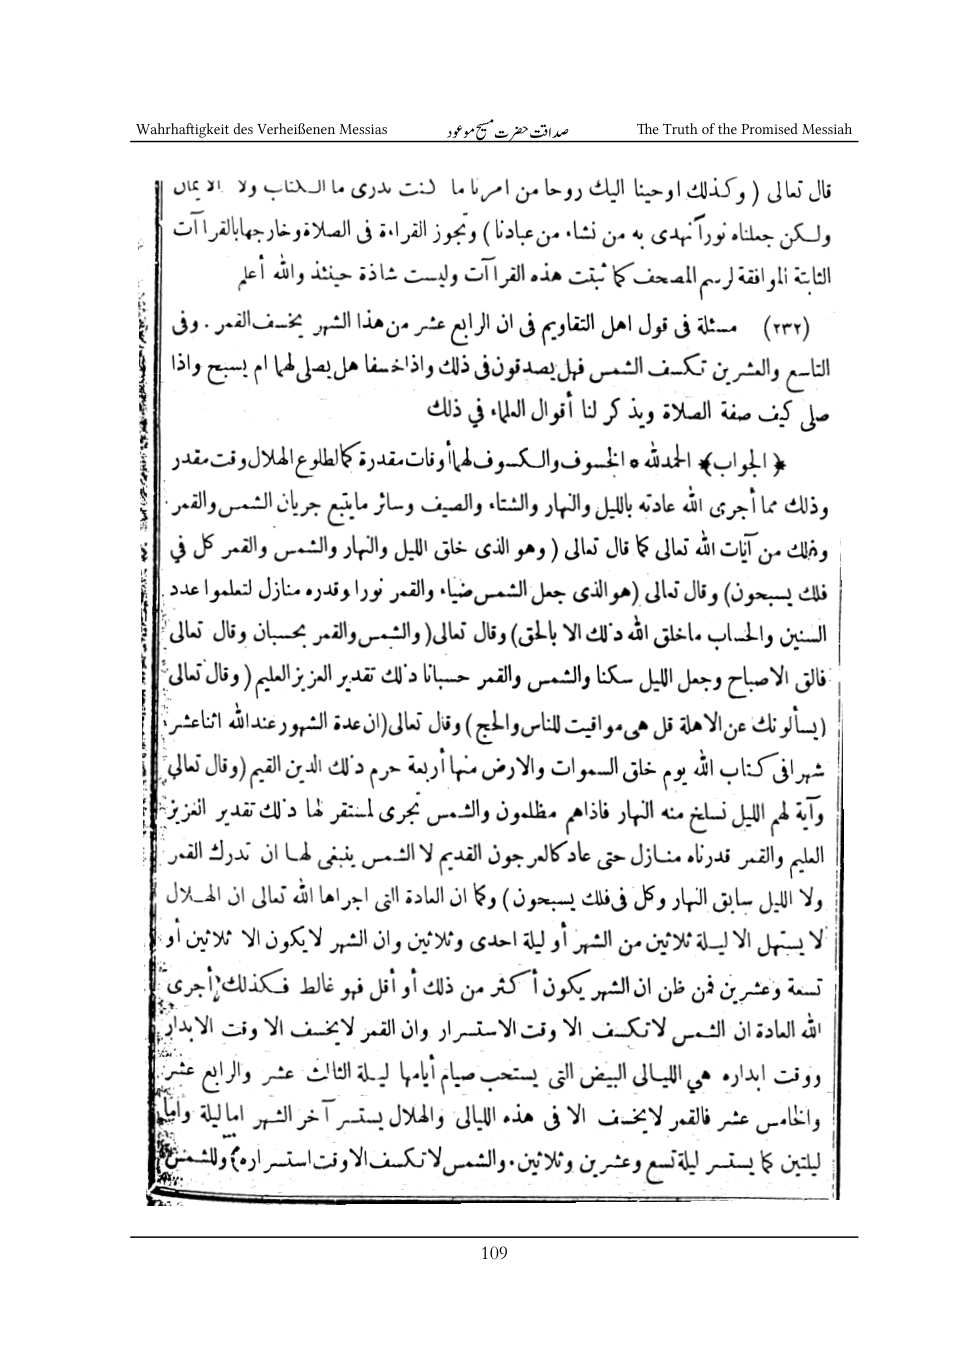 Wahrhaftigkeit des Verheißenen Messias
صداقت حضرت مسیح موعود
The Truth of the Promised Messiah
قال تعالى ( وكذلك اوحينا اليك روحا من امرنا ما كنت تدرى ما الكتاب ولا الايمان
ولكن جعلناه نورا نهدى به من نشاء من عبادنا ) وتجوز القراءة فى الصلاة وخارجها بالقراآت
الثابتة الموافقة لرسم المصحف كما ثبتت هذه القراآت وليست شاذة حينئذ والله أعلم
(٢٣٢) مسئلة فى قول اهل التقاويم فى ان الرابع عشر من هذا الشهر يخسف القمر . وفى
التاسع والعشرين تكسف الشمس فهل يصدقون فى ذلك واذا خسفا هل يصلى لهما ام يسبح واذا
صلى كيف صفة الصلاة ويذكر لنا أقوال العلماء في ذلك
﴿ الجواب ﴾ الحمدلله ٥ الخسوف والكسوف لهما أوقات مقدرة كما لطلوع الهلال وقت مقدر
وذلك مما أجرى الله عادته بالليل والنهار والشتاء والصيف وسائر مايتبع جريان الشمس والقمر .
وذلك من آيات الله تعالى كما قال تعالى ( وهو الذى خلق الليل والنهار والشمس والقمر كل في
فلك يسبحون) وقال تعالى (هو الذى جعل الشمس ضياء والقمر نورا وقدره منازل لتعلموا عدد
السنين والحساب ماخلق الله ذلك الا بالحق) وقال تعالى( والشمس والقمر بحسبان وقال تعالى
فالق الاصباح وجعل الليل سكنا والشمس والقمر حسبانا ذلك تقدير العزيز العليم ( وقال تعالى
(يسألونك عن الاهلة قل هى مواقيت للناس والحج ) وقال تعالى(ان عدة الشهور عندالله اثناعشر
شهرا فى كتاب الله يوم خلق السموات والارض منها أربعة حرم ذلك الدين القيم (وقال تعالى
وآية لهم الليل نسلخ منه النهار فاذاهم مظلمون والشمس تجرى لمستقر لها ذلك تقدير العزيز
العليم والقمر قدرناه منازل حتى عاد كالعرجون القديم لا الشمس ينبغى لها ان تدرك القمر
ولا الليل سابق النهار وكل فى فلك يسبحون ) وكما ان العادة التى اجراها الله تعالى ان الهلال
لا يستهل الا ليلة ثلاثين من الشهر أو ليلة احدى وثلاثين وان الشهر لا يكون الا ثلاثين أو
تسعة وعشرين فمن ظن ان الشهر يكون أكثر من ذلك أو أقل فهو غالط فكذلك أجرى
الله العادة ان الشمس لا تكسف الا وقت الاستسرار وان القمر لا يخسف الا وقت الابدار
ووقت ابداره هي الليالى البيض التى يستحب صيام أيامها ليلة الثالث عشر والرابع عشر
والخامس عشر فالقمر لا يخسف الا فى هذه الليالى والهلال يستسر آخر الشهر اما ليلة واما
ليلتين كما يستسر ليلة تسع وعشرين وثلاثين . والشمس لا تكسف الا وقت استسراره وللشمس
109